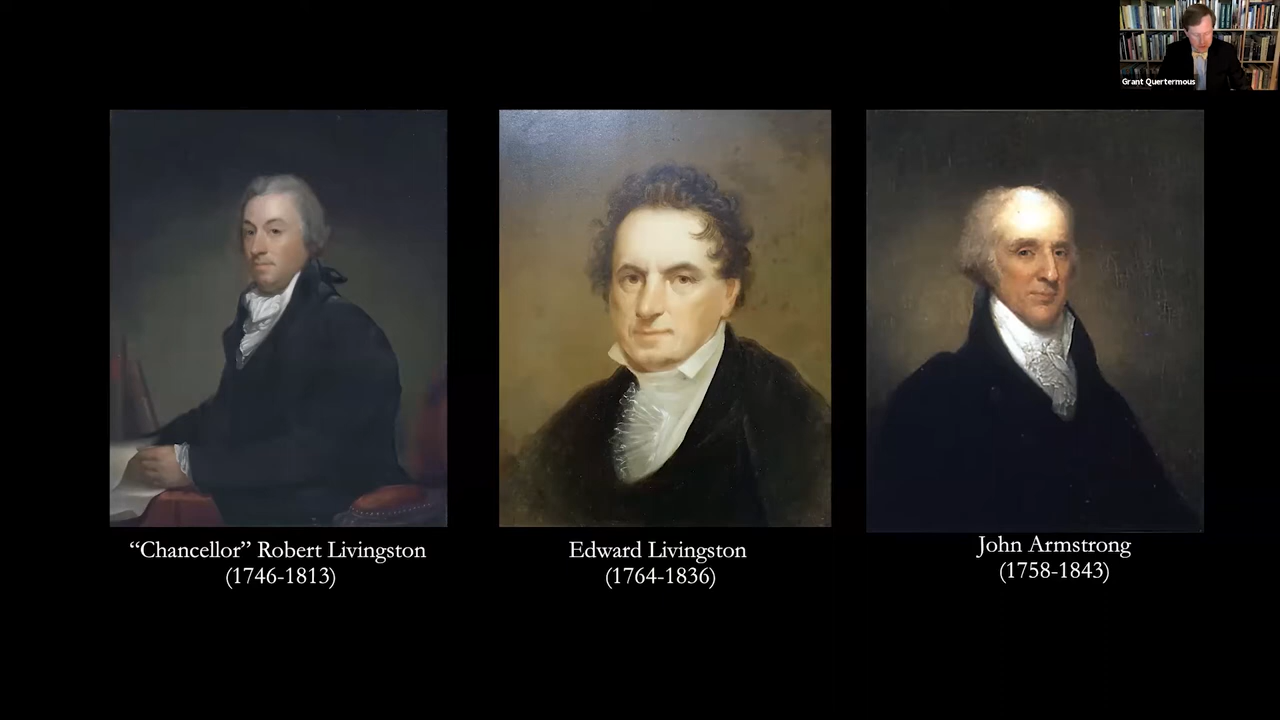 Grant Quertermous
“Chancellor” Robert Livingston
(1746-1813)
Edward Livingston
(1764-1836)
John Armstrong
(1758-1843)